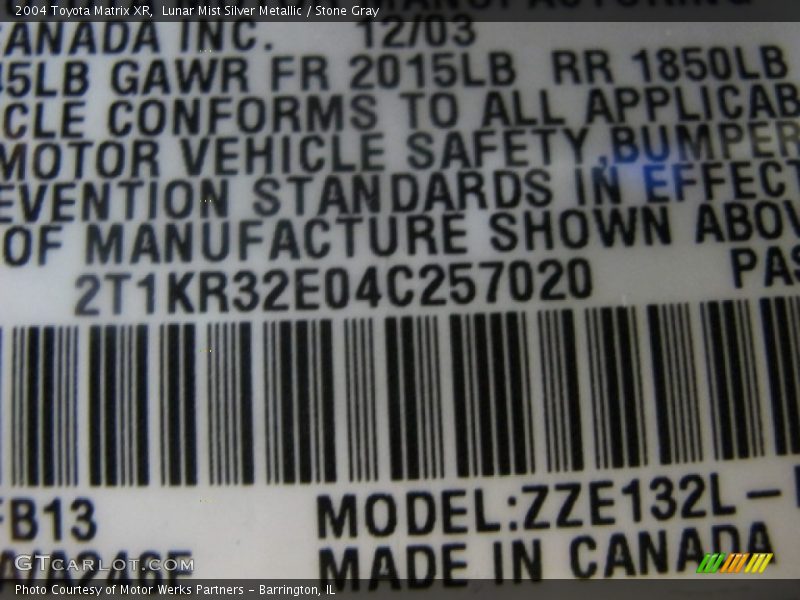 2004 Toyota Matrix XR,  Lunar Mist Silver Metallic / Stone Gray
ANADA INC. 12/03
5LB GAWR FR 2015LB RR 1850LB
CLE CONFORMS TO ALL APPLICAB
MOTOR VEHICLE SAFETY,BUMPER
EVENTION STANDARDS IN EFFECT
OF MANUFACTURE SHOWN ABOV
2T1KR32E04C257020 PAS
FB13 MODEL:ZZE132L-
MADE IN CANADA
GTCARLOT.COM
Photo Courtesy of Motor Werks Partners - Barrington, IL